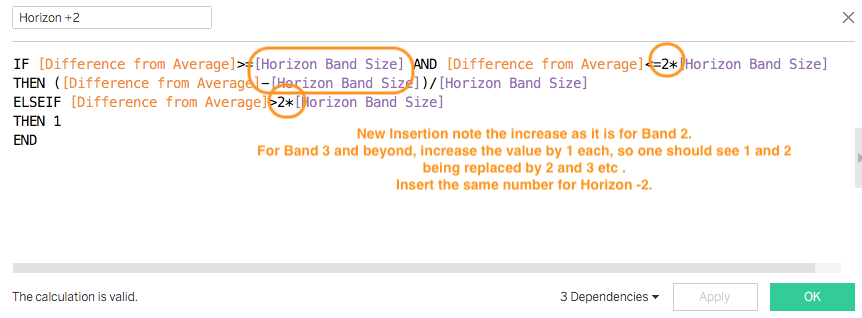 Horizon +2
IF [Difference from Average]>=[Horizon Band Size] AND [Difference from Average]<=2*[Horizon Band Size]
THEN ([Difference from Average]-[Horizon Band Size])/[Horizon Band Size]
ELSEIF [Difference from Average]>2*[Horizon Band Size]
THEN 1
END
New Insertion note the increase as it is for Band 2.
For Band 3 and beyond, increase the value by 1 each, so one should see 1 and 2
being replaced by 2 and 3 etc .
Insert the same number for Horizon -2.
The calculation is valid.
3 Dependencies
Apply
OK